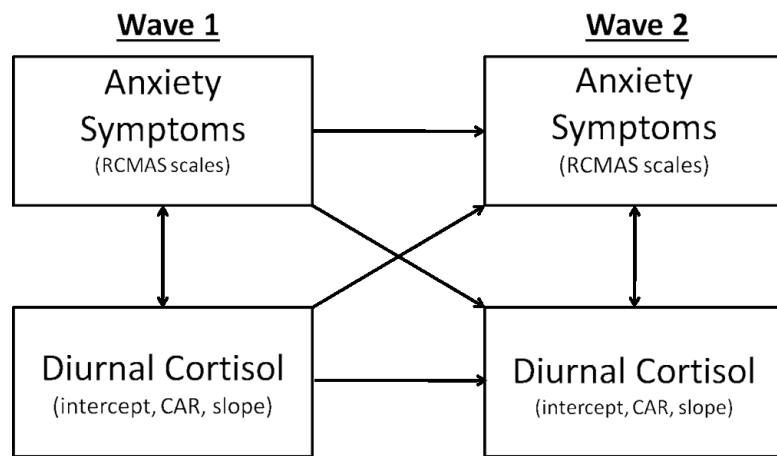 Wave 1
Wave 2
Anxiety
Symptoms
(RCMAS scales)
Anxiety
Symptoms
(RCMAS scales)
Diurnal Cortisol
(intercept, CAR, slope)
Diurnal Cortisol
(intercept, CAR, slope)